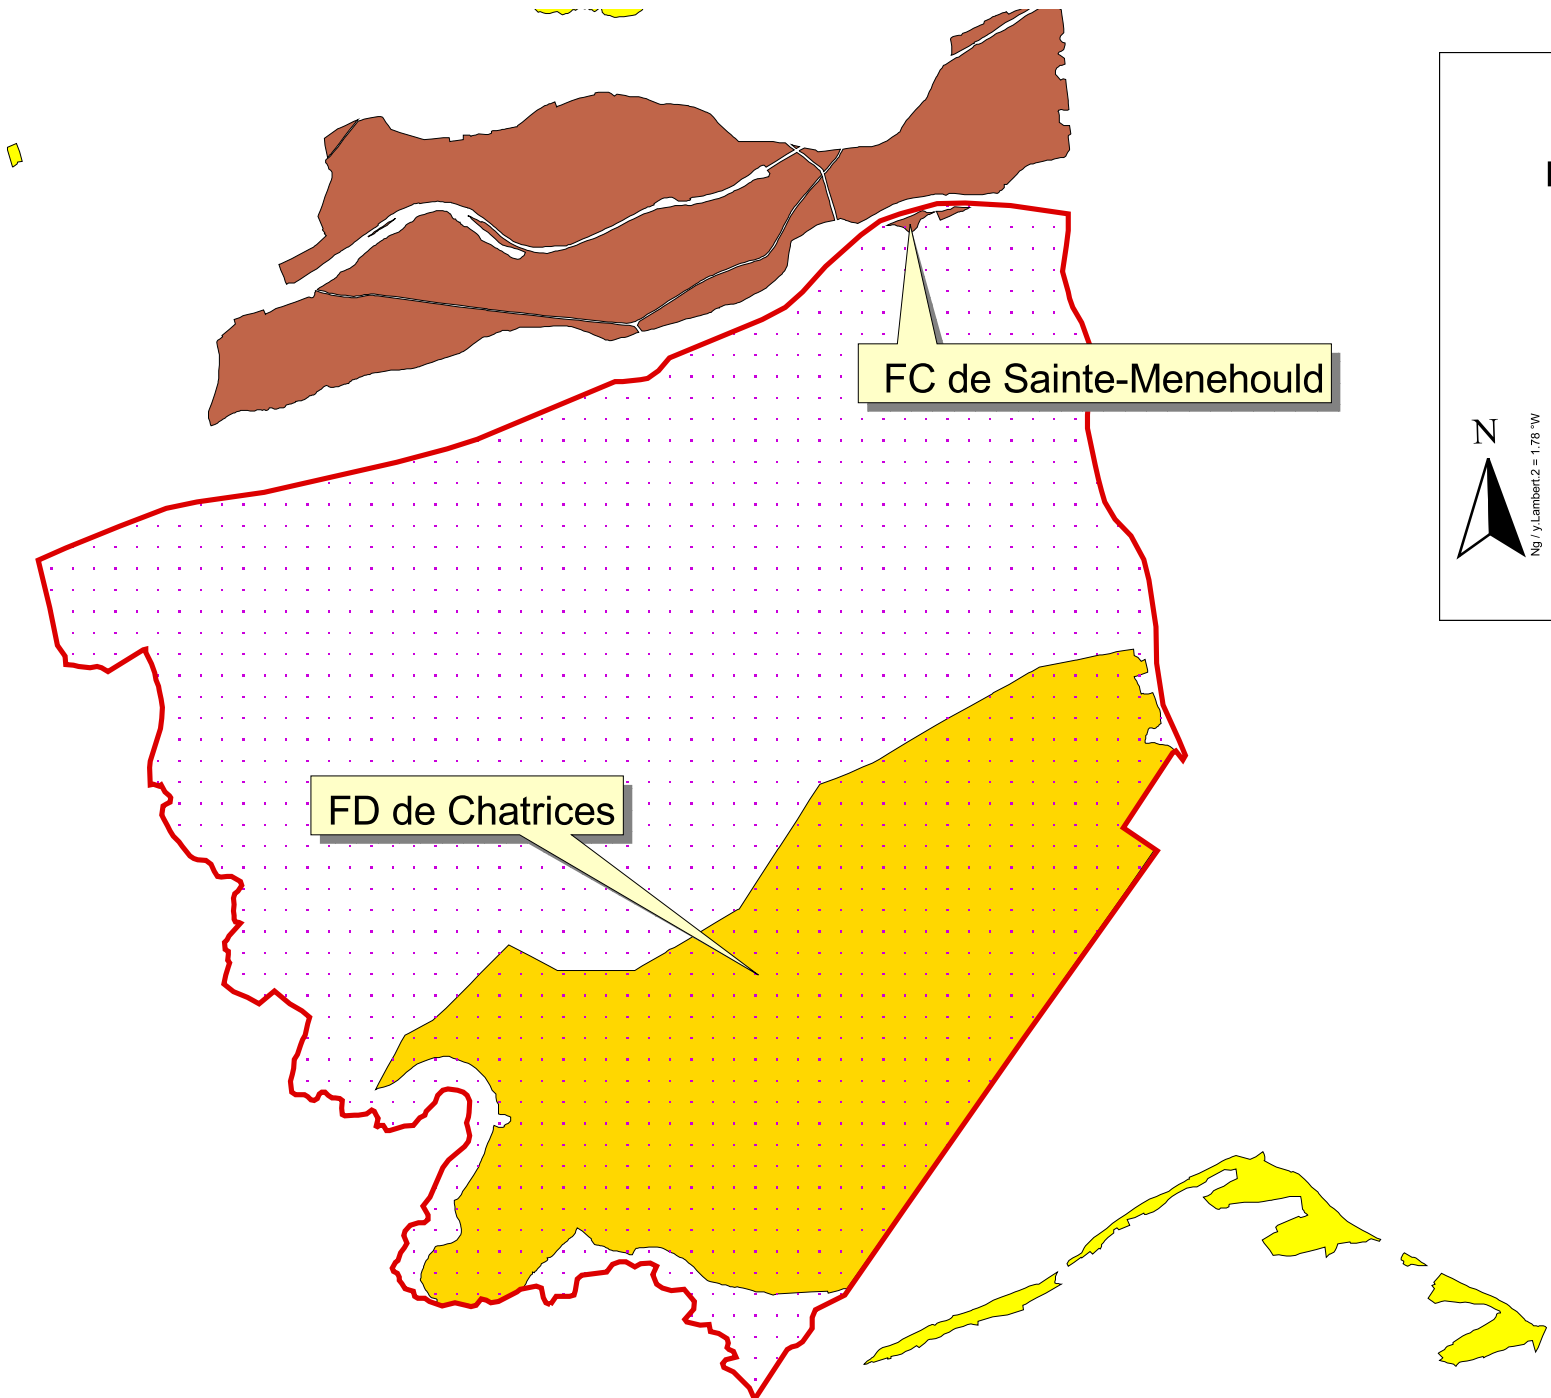 FC de Sainte-Menehould
N
Ng / y.Lambert.2 = 1.78 °W
FD de Chatrices